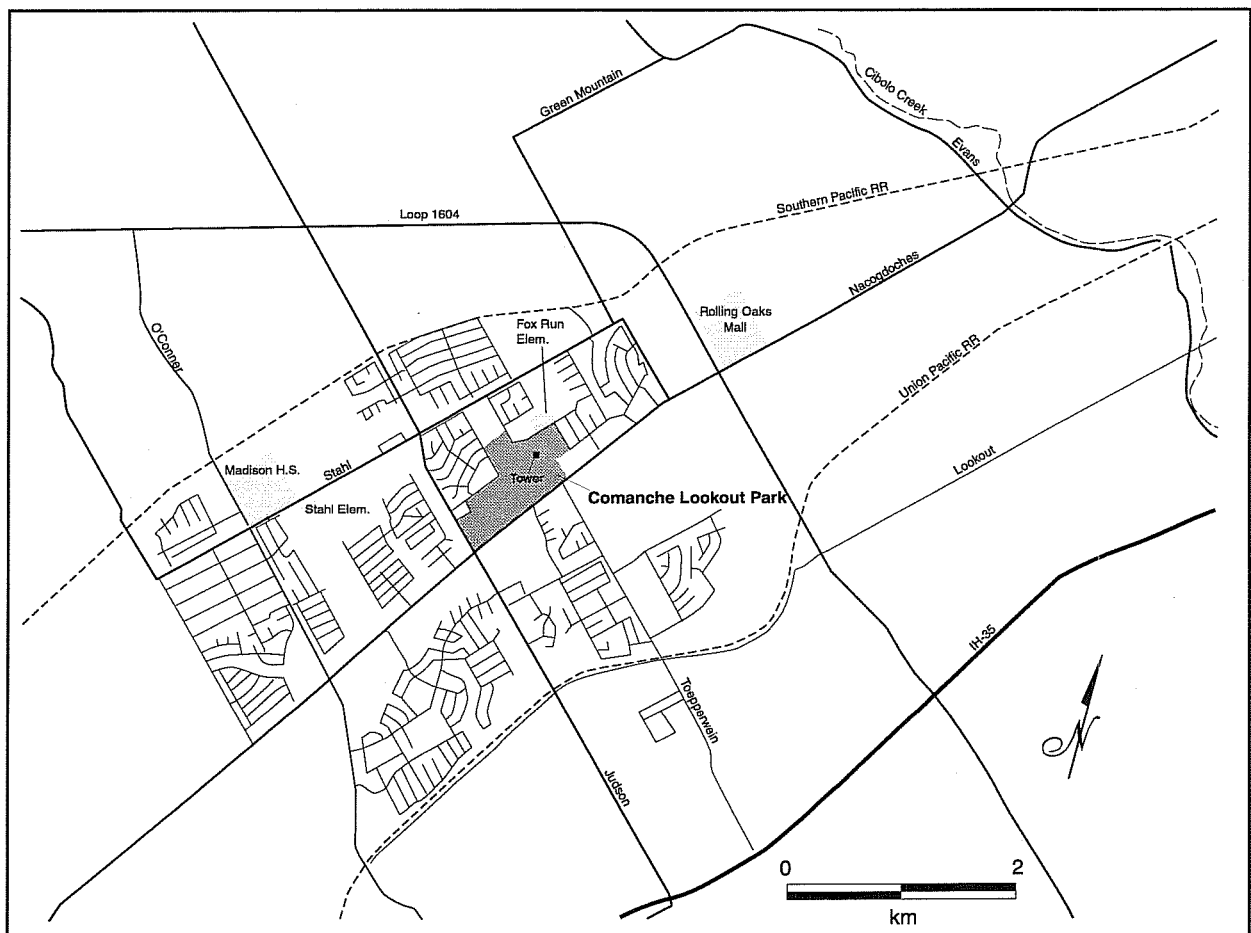 Green Mountain
Cibolo Creek
Evans
Southern Pacific RR
Loop 1604
Nacogdoches
O'Conner
Fox Run
Elem.
Rolling Oaks
Mall
Union Pacific RR
Madison H.S.
Stahl
Tower
Lookout
Comanche Lookout Park
Stahl Elem.
IH-35
Toepperwein
Judson
N
0
2
km